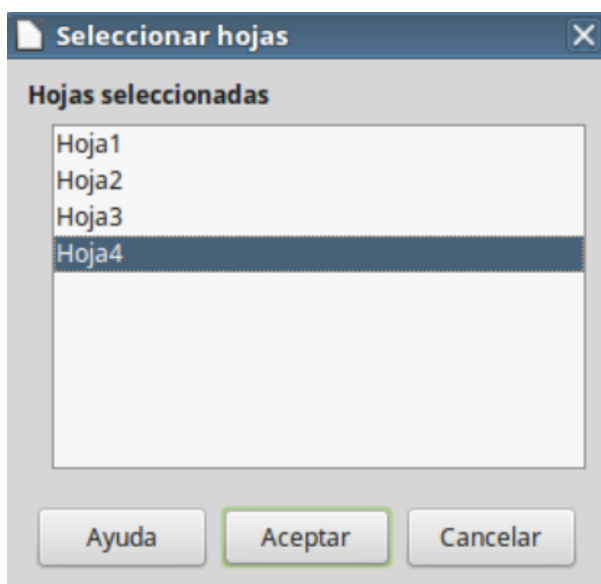 Seleccionar hojas
Hojas seleccionadas
Hoja1
Hoja2
Hoja3
Hoja4
Ayuda Aceptar Cancelar